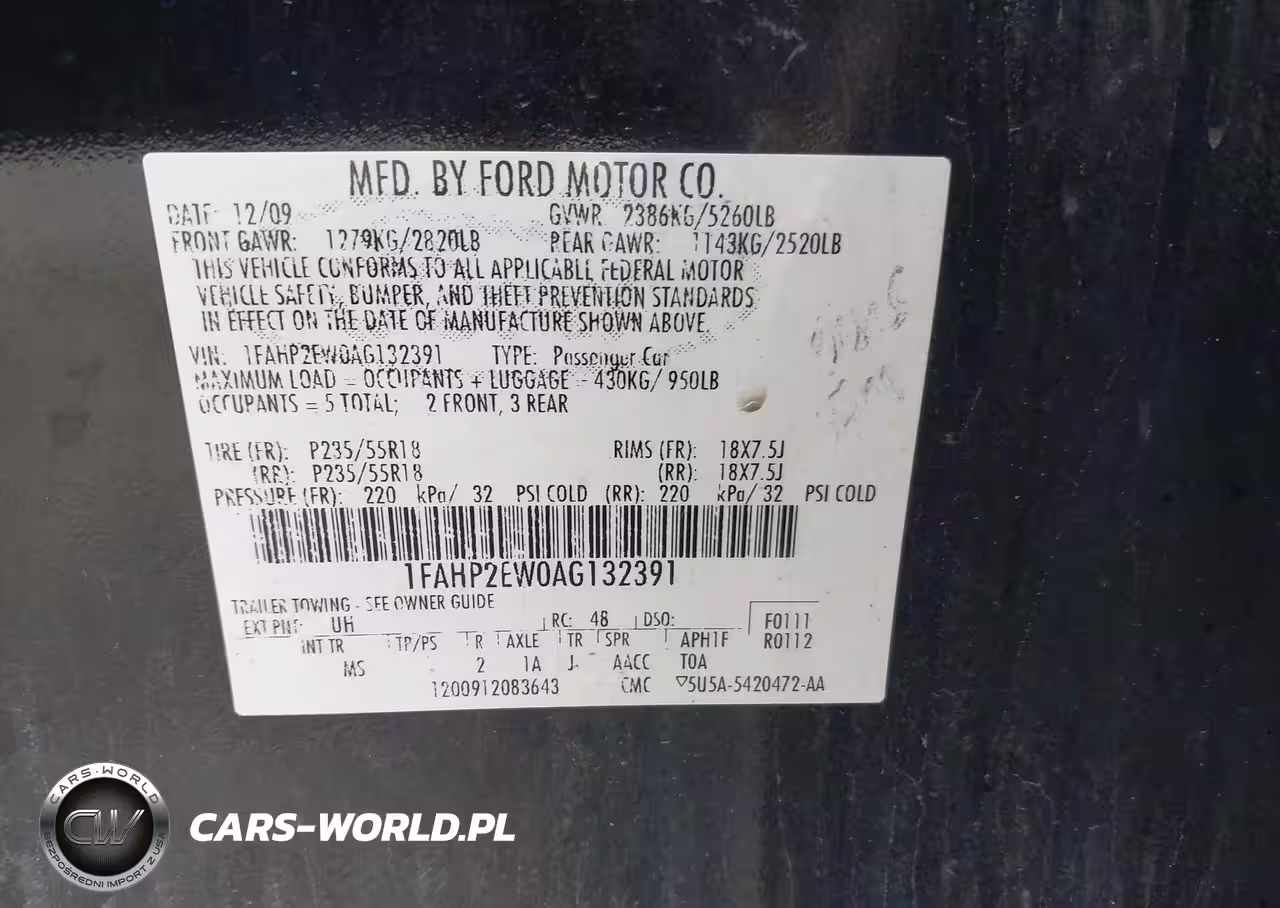 MFD. BY FORD MOTOR CO.
DATE: 12/09 GVWR: 2386KG/5260LB
FRONT GAWR: 1279KG/2820LB REAR GAWR: 1143KG/2520LB
THIS VEHICLE CONFORMS TO ALL APPLICABLE FEDERAL MOTOR
VEHICLE SAFETY, BUMPER, AND THEFT PREVENTION STANDARDS
IN EFFECT ON THE DATE OF MANUFACTURE SHOWN ABOVE.
VIN: 1FAHP2EW0AG132391 TYPE: Passenger Car
MAXIMUM LOAD = OCCUPANTS + LUGGAGE = 430KG/ 950LB
OCCUPANTS = 5 TOTAL; 2 FRONT, 3 REAR
TIRE (FR): P235/55R18 RIMS (FR): 18X7.5J
(RR): P235/55R18 (RR): 18X7.5J
PRESSURE (FR): 220 kPa/ 32 PSI COLD (RR): 220 kPa/ 32 PSI COLD
1FAHP2EW0AG132391
TRAILER TOWING - SEE OWNER GUIDE
EXT PNT: UH RC: 48 DSO: F0111
R0112
INT TR TP/PS R AXLE TR SPR APH1F
MS 2 1A J AACC T0A
1200912083643 CMC ▽5U5A-5420472-AA
CARS-WORLD
CW
BEZPOŚREDNI IMPORT Z USA
CARS-WORLD.PL